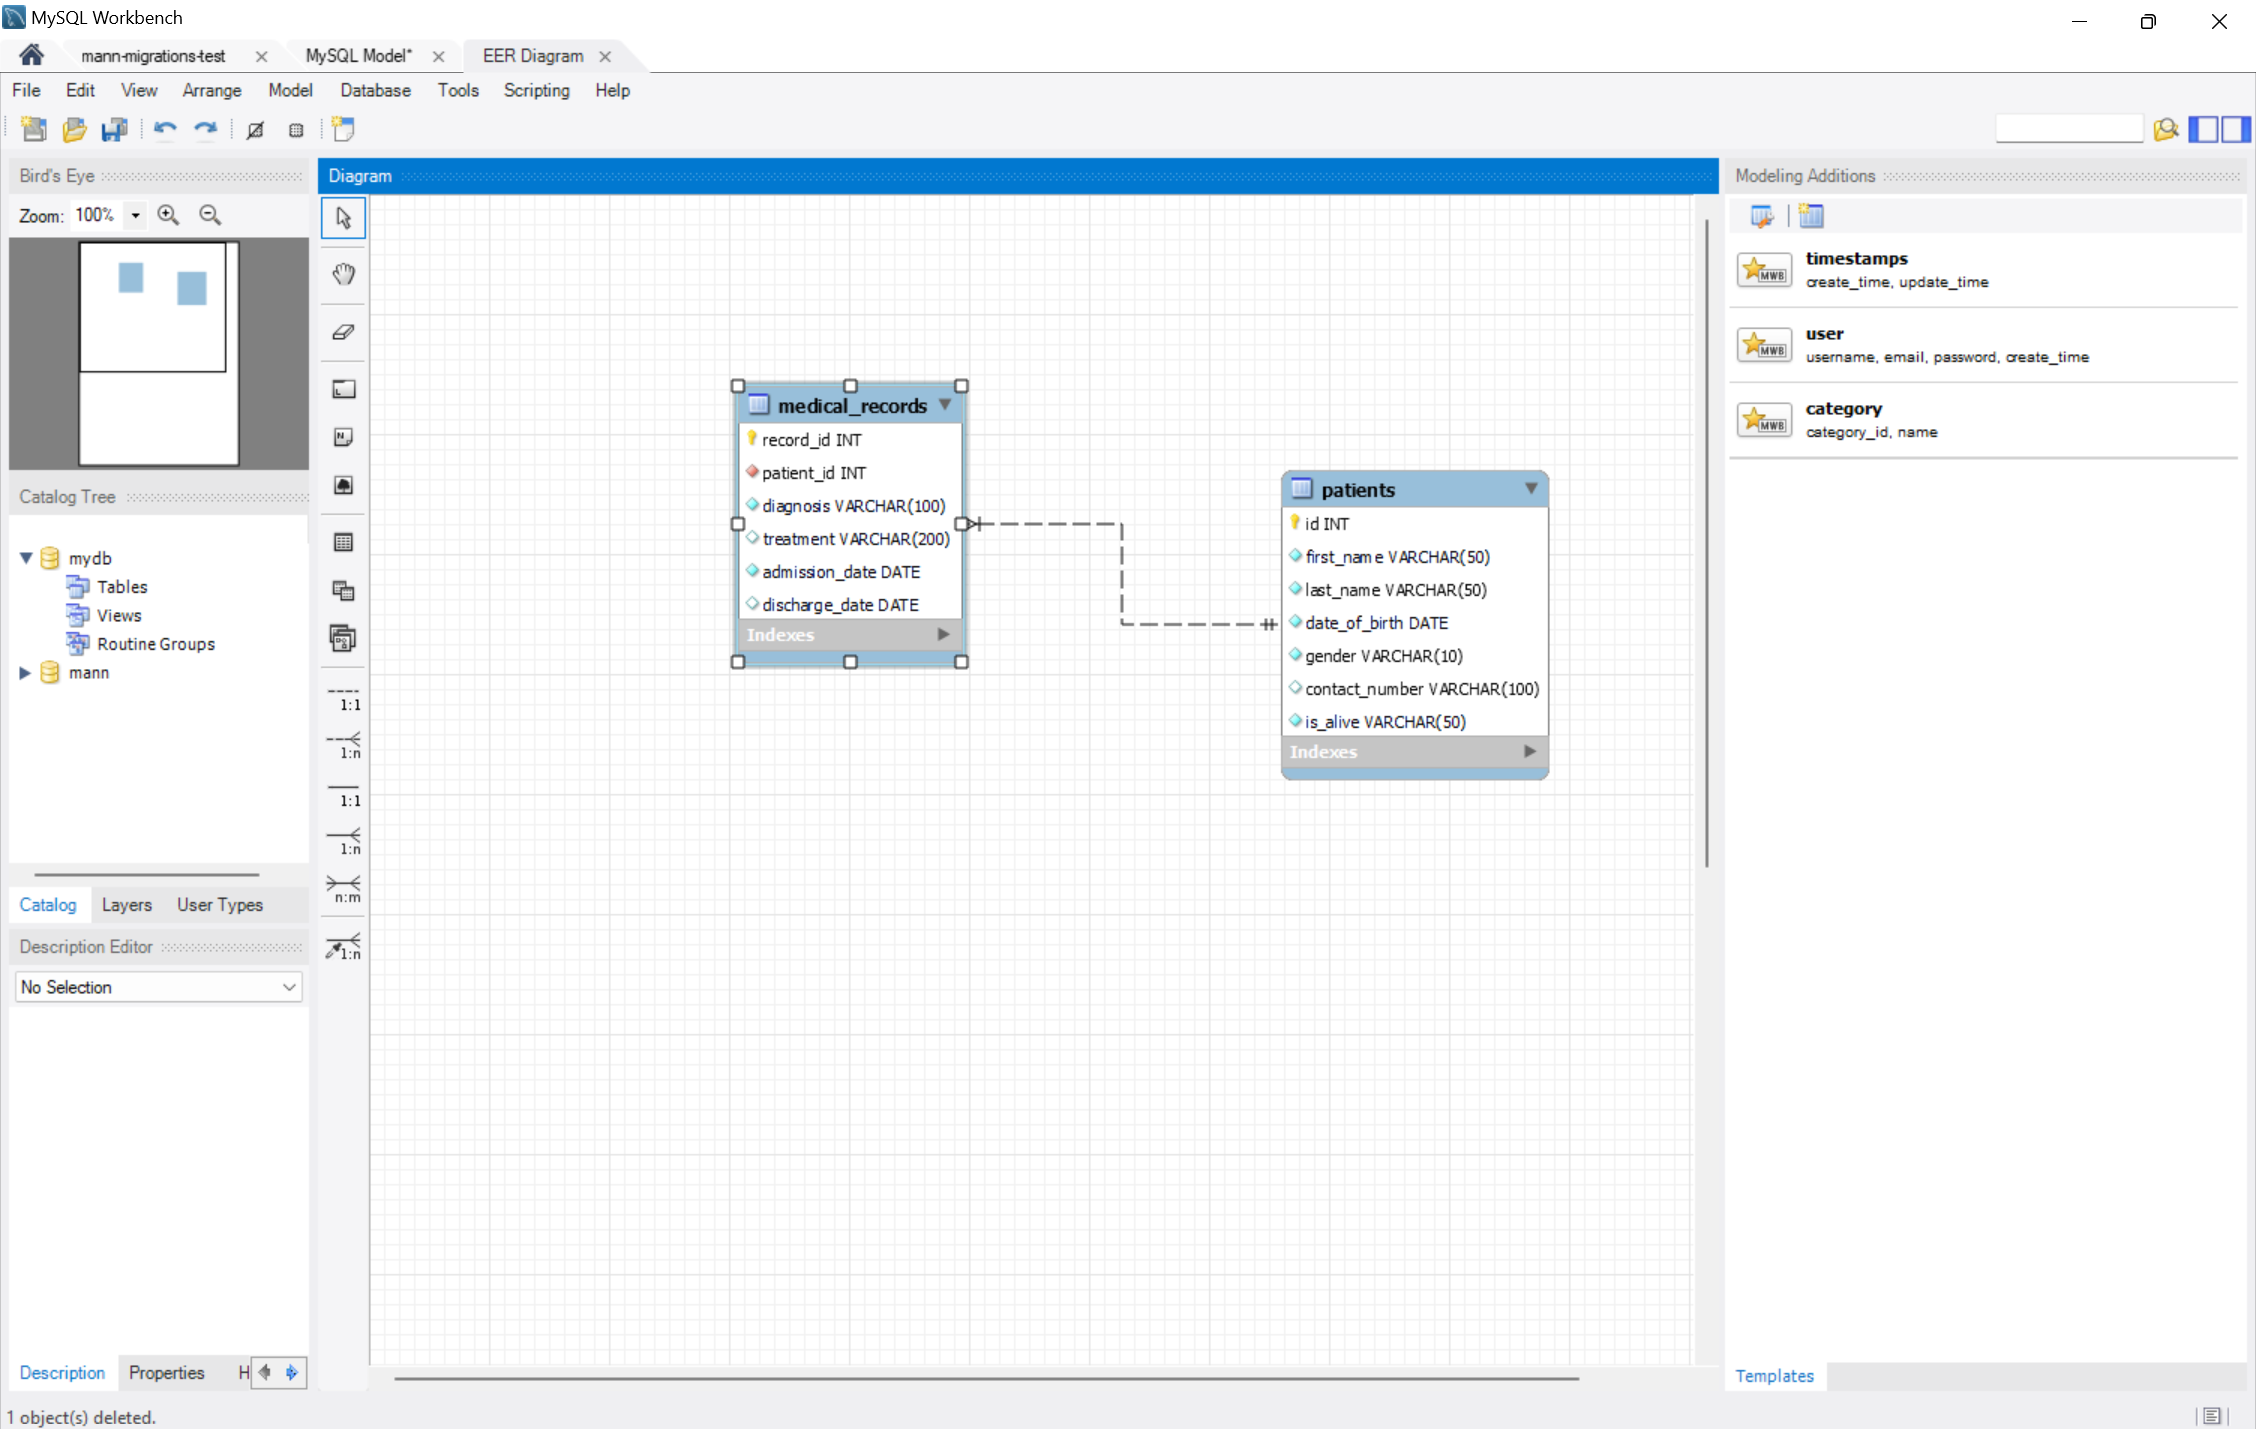 MySQL Workbench
mann-migrations-test
MySQL Model*
EER Diagram
File Edit View Arrange Model Database Tools Scripting Help
Bird's Eye
Zoom: 100%
Catalog Tree
mydb
Tables
Views
Routine Groups
mann
Catalog Layers User Types
Description Editor
No Selection
Description Properties H
1 object(s) deleted.
Diagram
1:1
1:n
1:1
1:n
n:m
1:n
medical_records
record_id INT
patient_id INT
diagnosis VARCHAR(100)
treatment VARCHAR(200)
admission_date DATE
discharge_date DATE
Indexes
patients
id INT
first_name VARCHAR(50)
last_name VARCHAR(50)
date_of_birth DATE
gender VARCHAR(10)
contact_number VARCHAR(100)
is_alive VARCHAR(50)
Indexes
Modeling Additions
MWB
timestamps
create_time, update_time
MWB
user
username, email, password, create_time
MWB
category
category_id, name
Templates